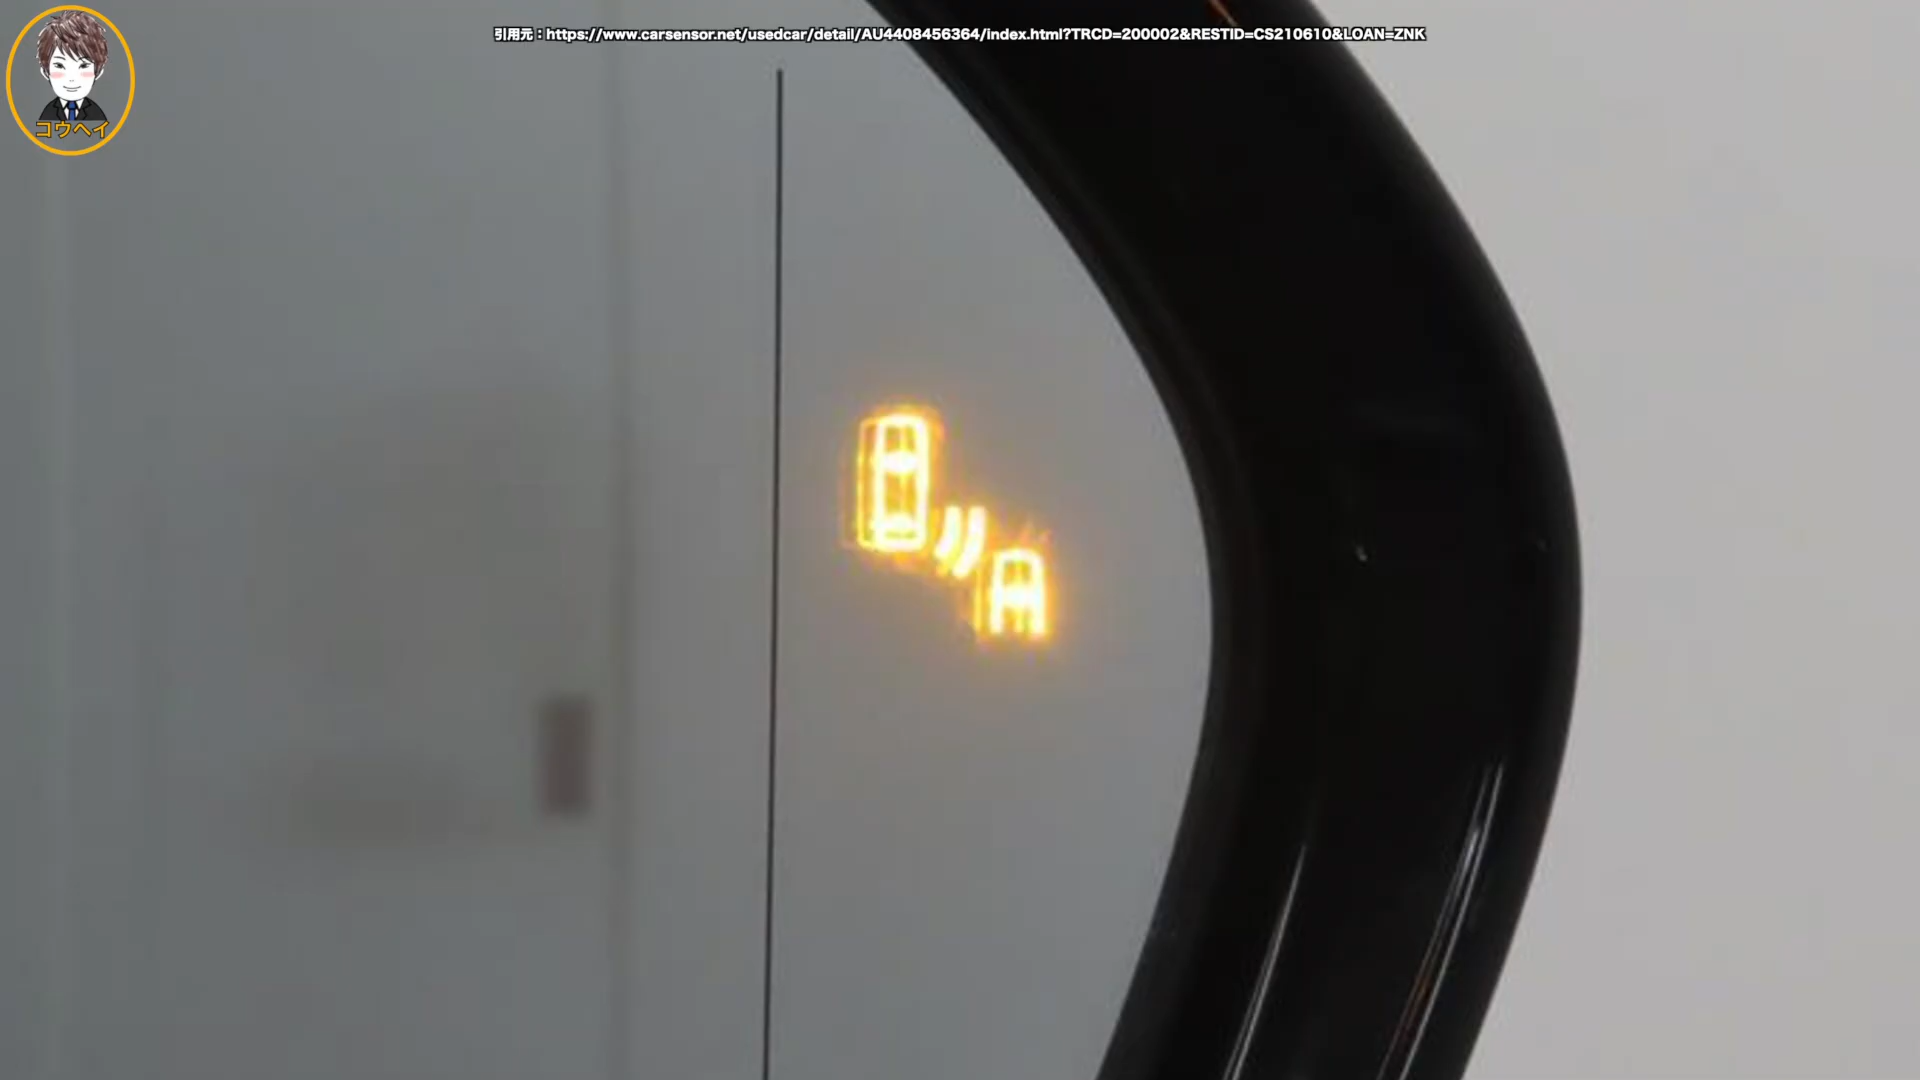 引用元：https://www.carsensor.net/usedcar/detail/AU4408456364/index.html?TRCD=200002&RESTID=CS210610&LOAN=ZNK
コウヘイ